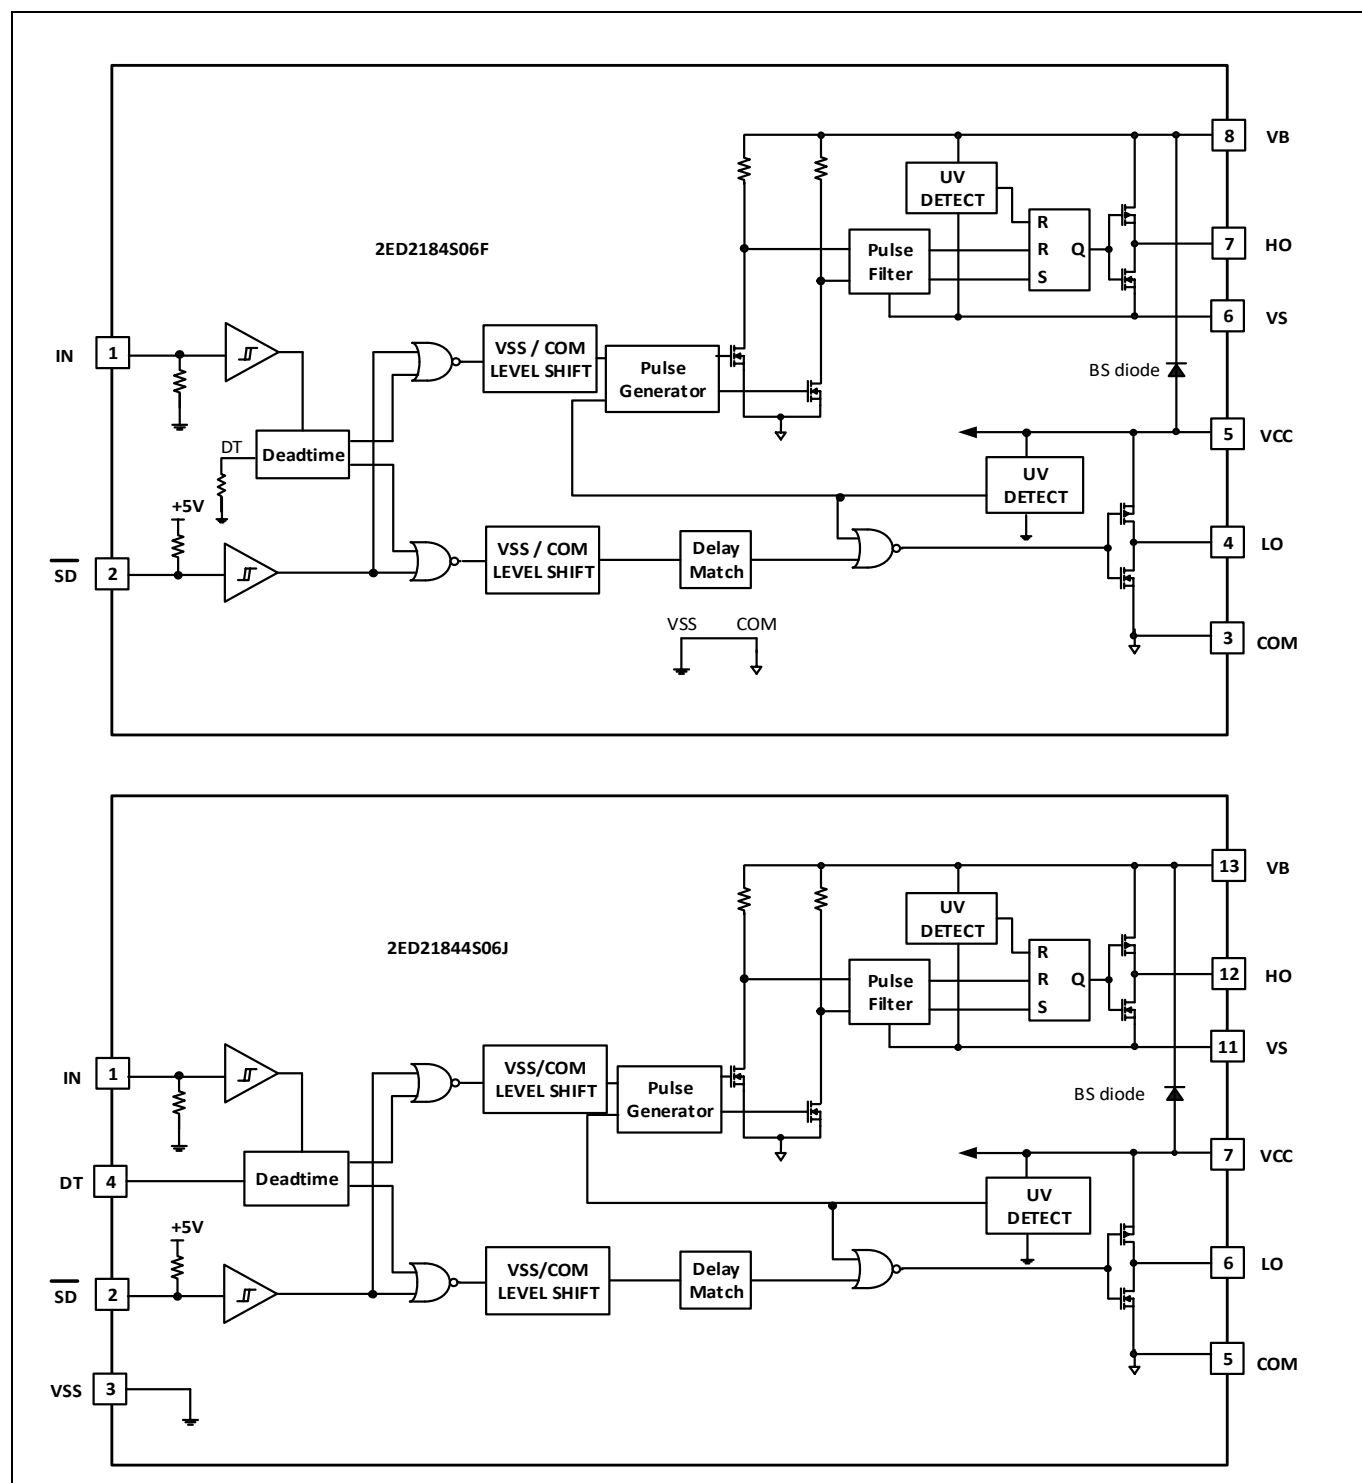 8 VB
UV
DETECT
R
2ED2184S06F
Pulse
Filter
R Q
S
7 HO
6 VS
IN 1
VSS / COM
LEVEL SHIFT
Pulse
Generator
BS diode
DT
Deadtime
5 VCC
UV
DETECT
+5V
SD 2
VSS / COM
LEVEL SHIFT
Delay
Match
4 LO
VSS COM
3 COM
13 VB
UV
DETECT
R
2ED21844S06J
Pulse
Filter
R Q
S
12 HO
11 VS
IN 1
VSS/COM
LEVEL SHIFT
Pulse
Generator
BS diode
DT 4
Deadtime
7 VCC
UV
DETECT
+5V
SD 2
VSS/COM
LEVEL SHIFT
Delay
Match
6 LO
5 COM
VSS 3